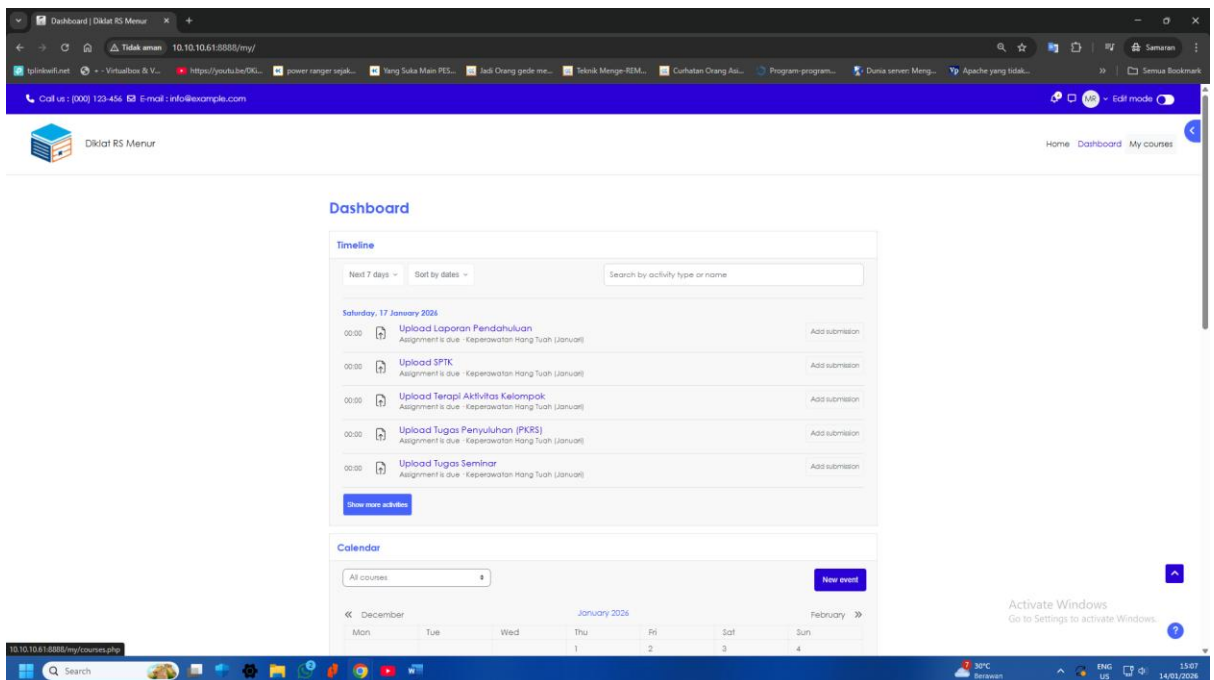 Dashboard | Diklat RS Menur
Tidak aman 10.10.10.61:8888/my/
Samaran
tplinkwifi.net + - Virtualbox & V... https://youtu.be/DGi... power ranger sejak... Yang Suka Main PES... Jadi Orang gede me... Teknik Menge-REM... Curhatan Orang Asi... Program-program... Dunia server: Meng... Apache yang tidak... » Semua Bookmark
Call us : (000) 123-456 E-mail : info@example.com
MR Edit mode
Diklat RS Menur
Home Dashboard My courses
Dashboard
Timeline
Next 7 days Sort by dates Search by activity type or name
Saturday, 17 January 2026
00:00 Upload Laporan Pendahuluan Add submission
Assignment is due · Keperawatan Hang Tuah (Januari)
00:00 Upload SPTK Add submission
Assignment is due · Keperawatan Hang Tuah (Januari)
00:00 Upload Terapi Aktivitas Kelompok Add submission
Assignment is due · Keperawatan Hang Tuah (Januari)
00:00 Upload Tugas Penyuluhan (PKRS) Add submission
Assignment is due · Keperawatan Hang Tuah (Januari)
00:00 Upload Tugas Seminar Add submission
Assignment is due · Keperawatan Hang Tuah (Januari)
Show more activities
Calendar
All courses New event
« December January 2026 February »
Mon Tue Wed Thu Fri Sat Sun
1 2 3 4
Activate Windows
Go to Settings to activate Windows.
10.10.10.61:8888/my/courses.php
Search
7 30°C
Berawan
ENG
US
15:07
14/01/2026